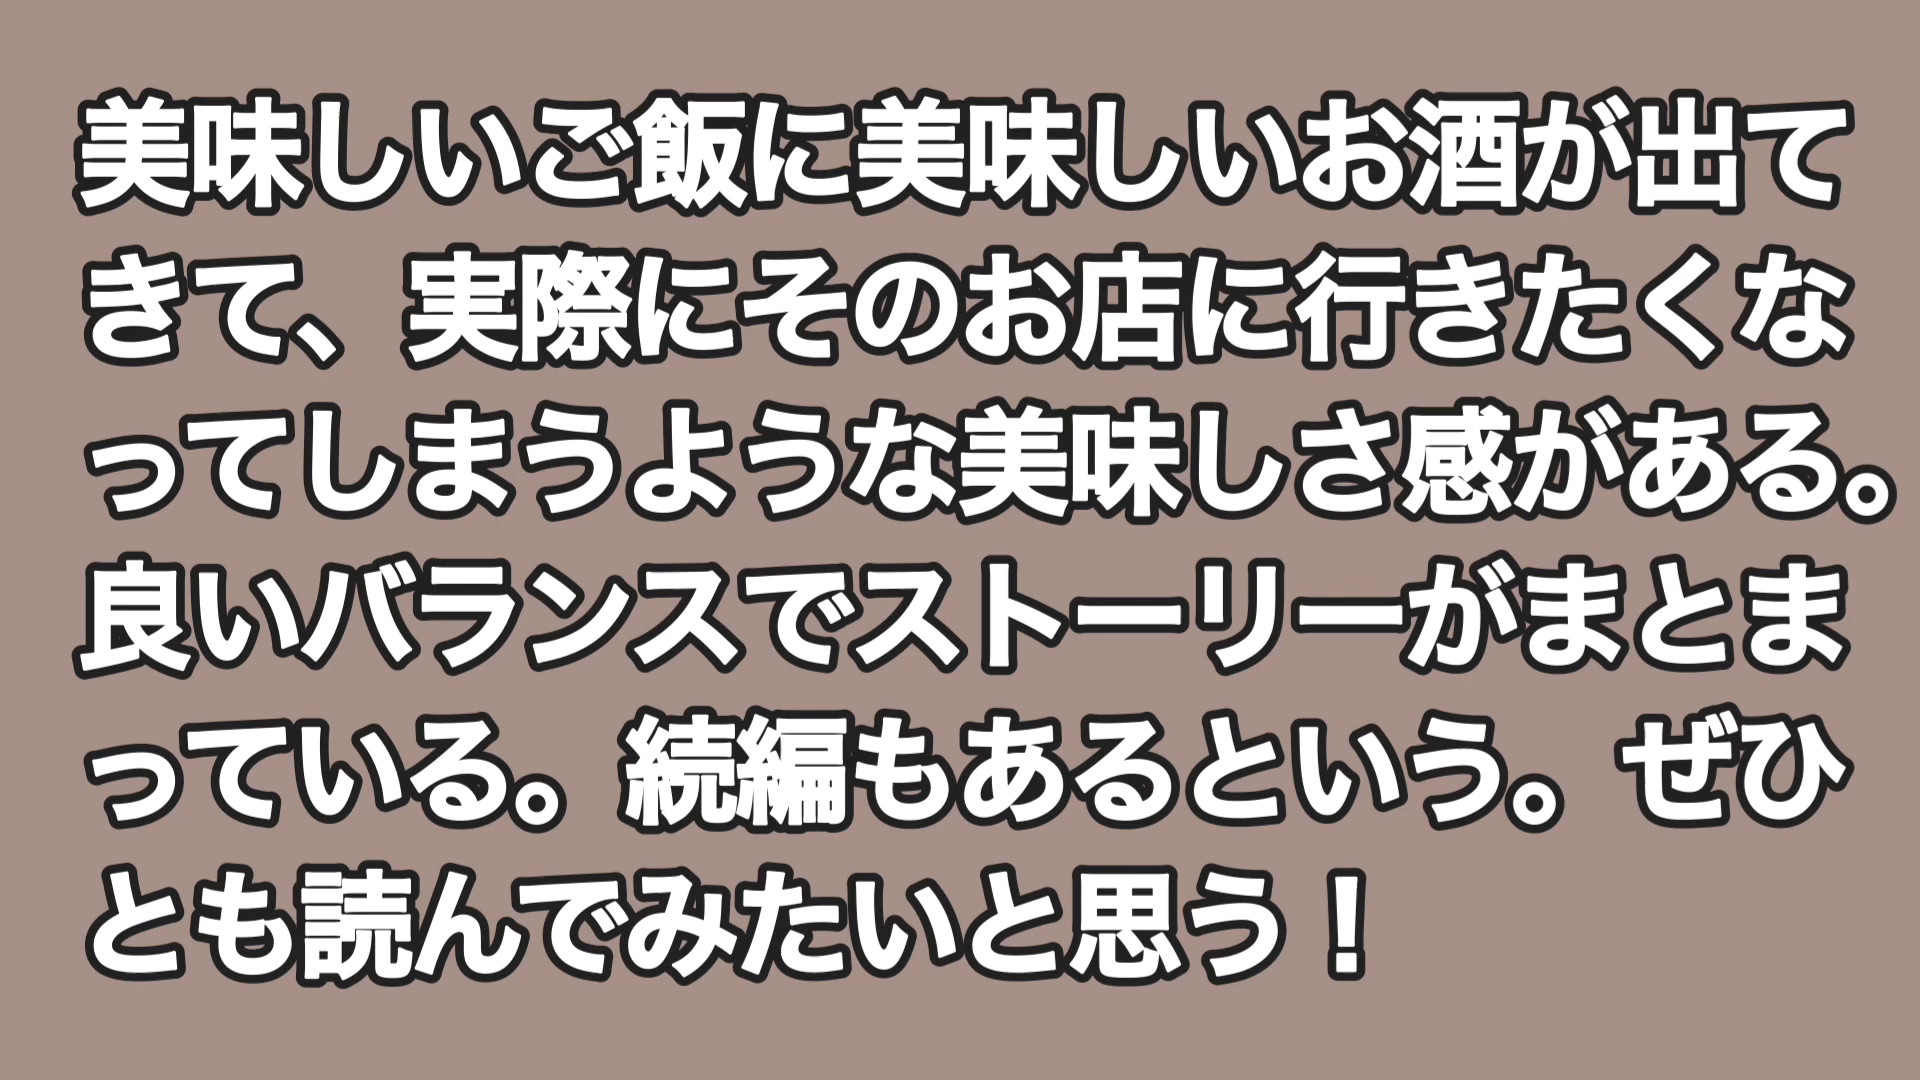 美味しいご飯に美味しいお酒が出て
きて、実際にそのお店に行きたくな
ってしまうような美味しさ感がある。
良いバランスでストーリーがまとま
っている。続編もあるという。ぜひ
とも読んでみたいと思う！